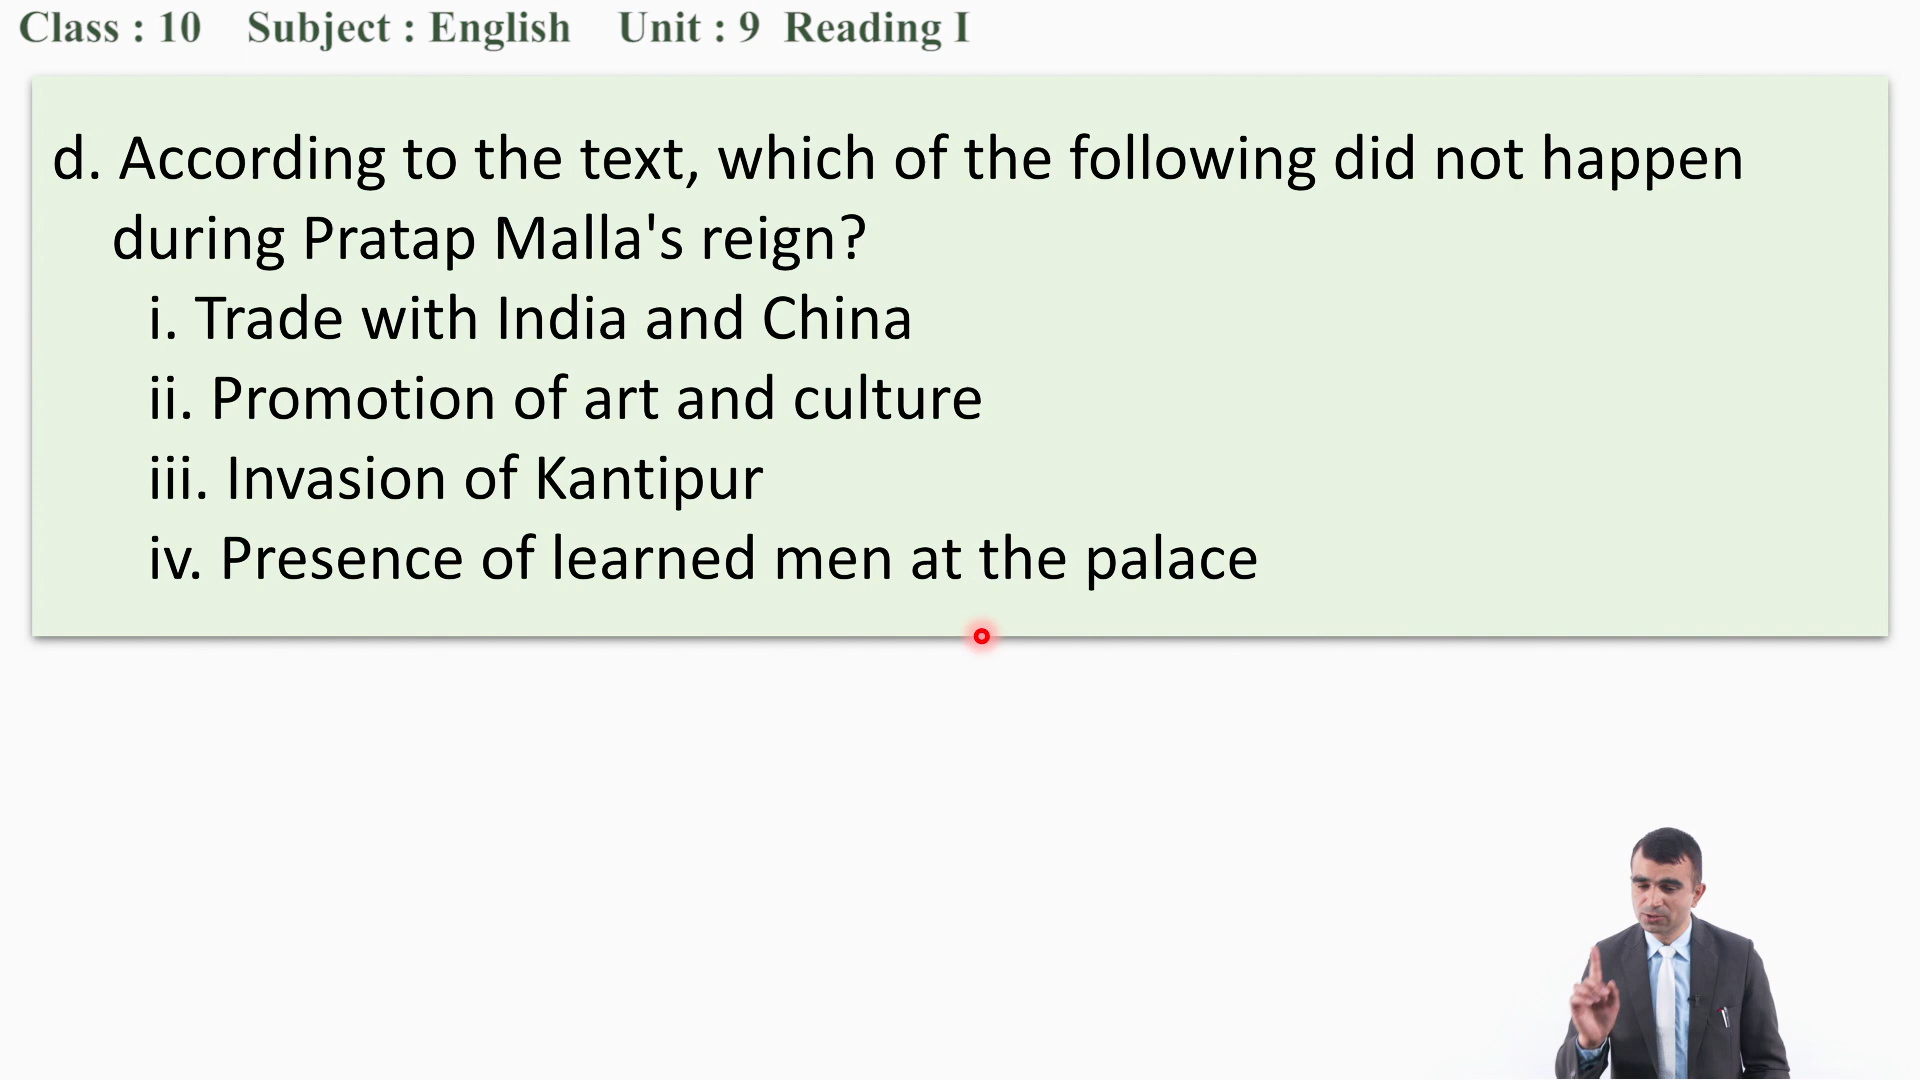 Class : 10 Subject : English Unit : 9 Reading I
d. According to the text, which of the following did not happen
during Pratap Malla's reign?
i. Trade with India and China
ii. Promotion of art and culture
iii. Invasion of Kantipur
iv. Presence of learned men at the palace